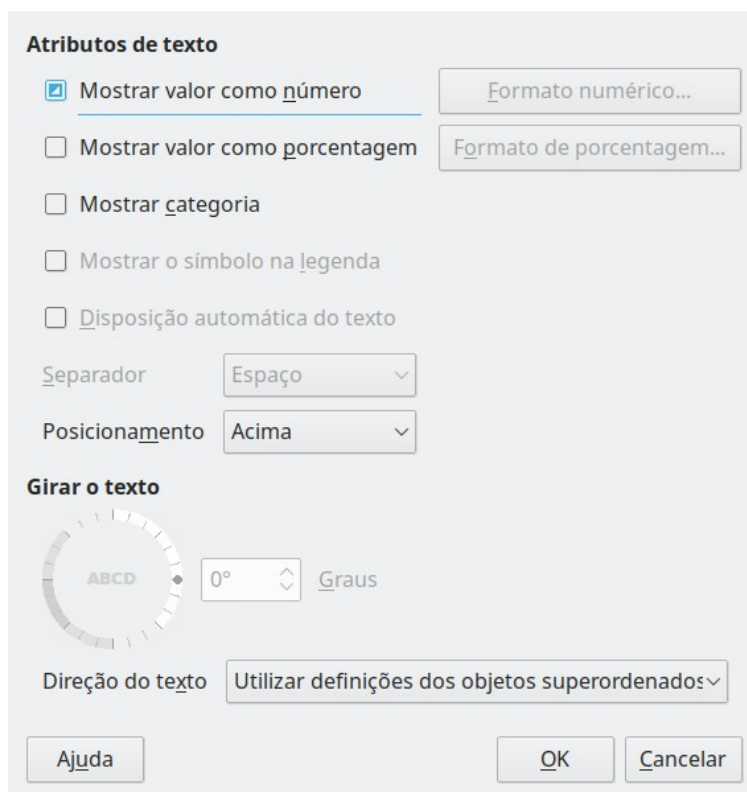 Atributos de texto
Mostrar valor como número Formato numérico...
Mostrar valor como porcentagem Formato de porcentagem...
Mostrar categoria
Mostrar o símbolo na legenda
Disposição automática do texto
Separador Espaço
Posicionamento Acima
Girar o texto
ABCD 0° Graus
Direção do texto Utilizar definições dos objetos superordenados
Ajuda OK Cancelar